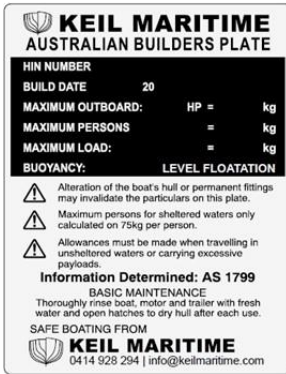 KEIL MARITIME
AUSTRALIAN BUILDERS PLATE
HIN NUMBER
BUILD DATE 20
MAXIMUM OUTBOARD: HP = kg
MAXIMUM PERSONS = kg
MAXIMUM LOAD: = kg
BUOYANCY: LEVEL FLOATATION
Alteration of the boat's hull or permanent fittings
may invalidate the particulars on this plate.
Maximum persons for sheltered waters only
calculated on 75kg per person.
Allowances must be made when travelling in
unsheltered waters or carrying excessive
payloads.
Information Determined: AS 1799
BASIC MAINTENANCE
Thoroughly rinse boat, motor and trailer with fresh
water and open hatches to dry hull after each use.
SAFE BOATING FROM
KEIL MARITIME
0414 928 294 | info@keilmaritime.com